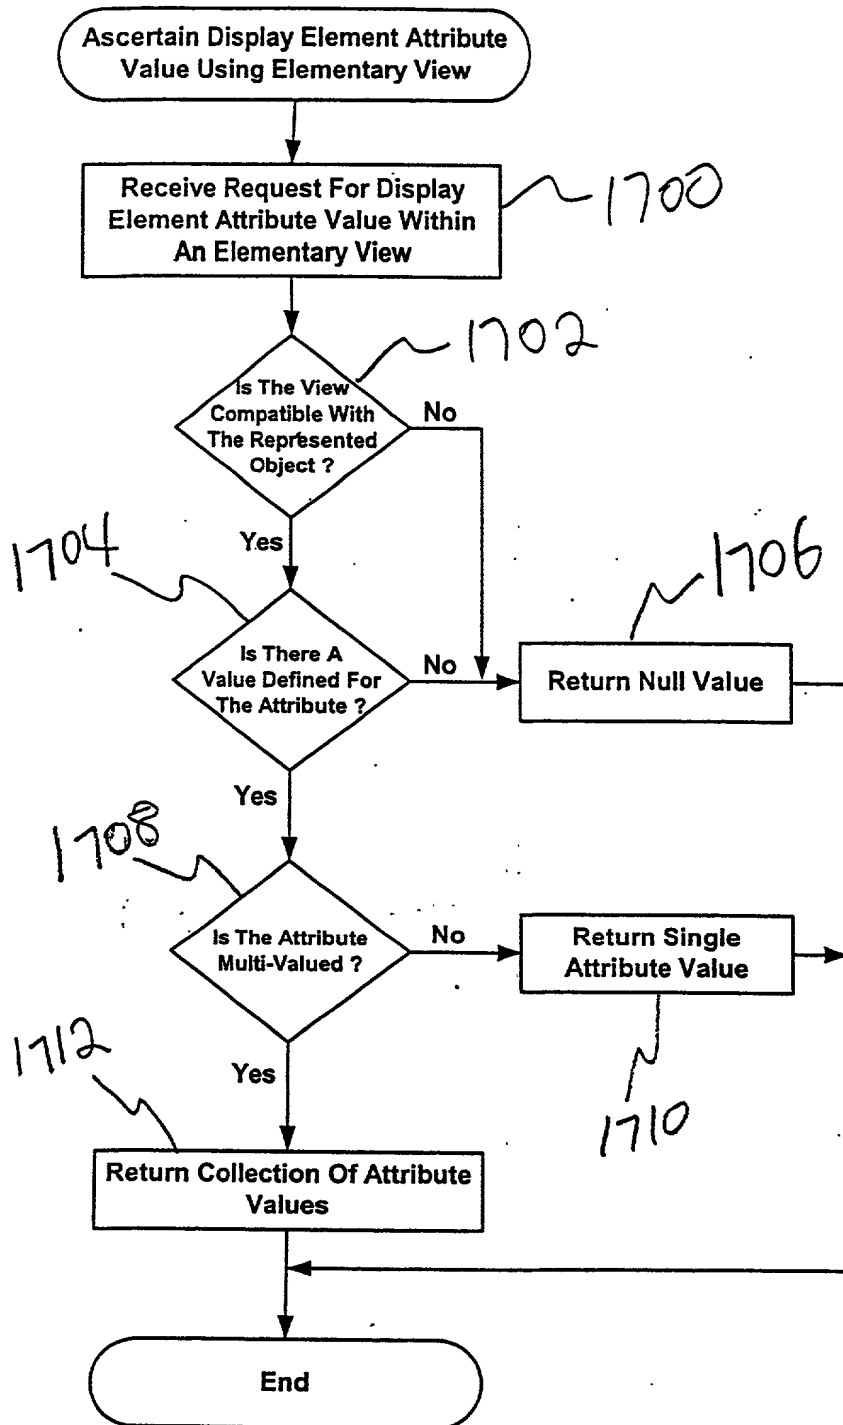 Ascertain Display Element Attribute
Value Using Elementary View
Receive Request For Display
Element Attribute Value Within
An Elementary View
1700
1702
Is The View
Compatible With
The Represented
Object ?
No
Yes
1704
1706
Is There A
Value Defined For
The Attribute ?
No
Return Null Value
Yes
1708
Is The Attribute
Multi-Valued ?
No
Return Single
Attribute Value
1710
Yes
1712
Return Collection Of Attribute
Values
End